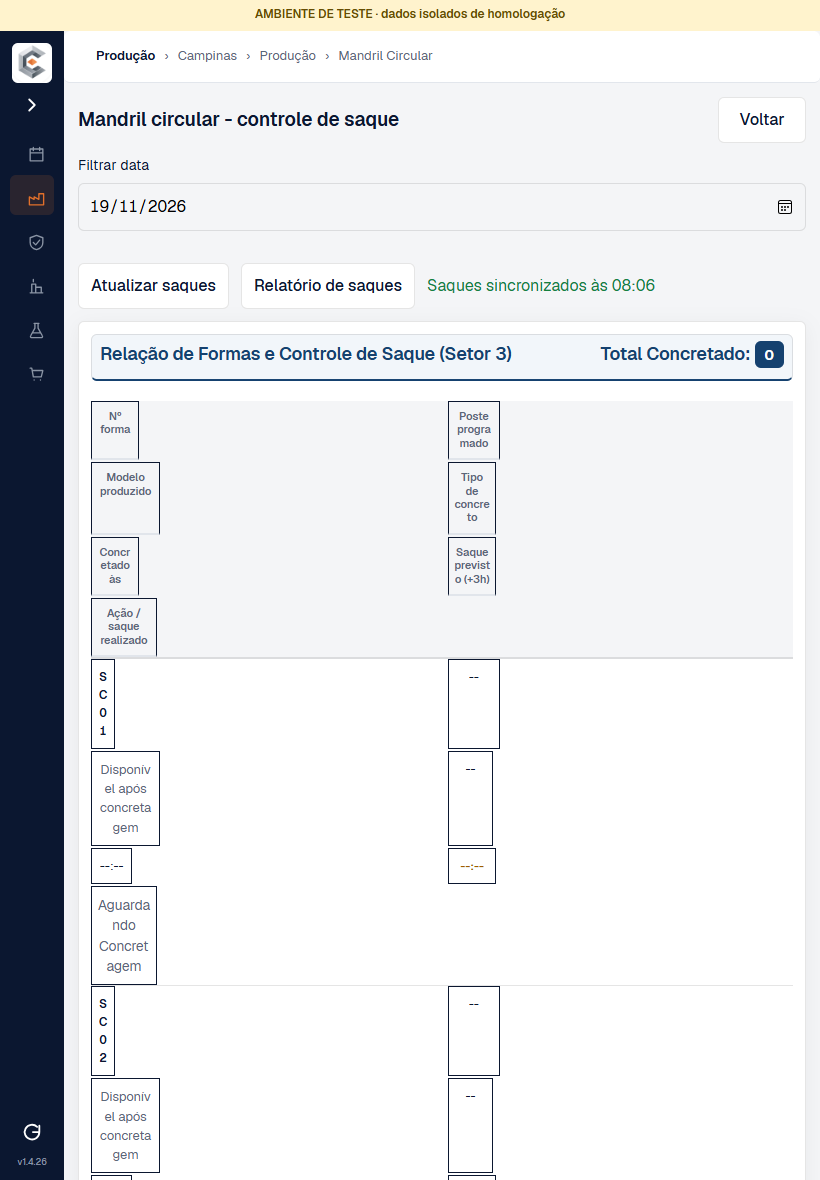 AMBIENTE DE TESTE · dados isolados de homologação
Produção › Campinas › Produção › Mandril Circular
Mandril circular - controle de saque
Voltar
Filtrar data
19/11/2026
Atualizar saques
Relatório de saques
Saques sincronizados às 08:06
Relação de Formas e Controle de Saque (Setor 3)
Total Concretado: 0
Nº
forma
Poste
progra
mado
Modelo
produzido
Tipo
de
concre
to
Concr
etado
às
Saque
previst
o (+3h)
Ação /
saque
realizado
S
C
0
1
--
Disponív
el após
concreta
gem
--
--:--
--:--
Aguarda
ndo
Concret
agem
S
C
0
2
--
Disponív
el após
concreta
gem
--
v1.4.26